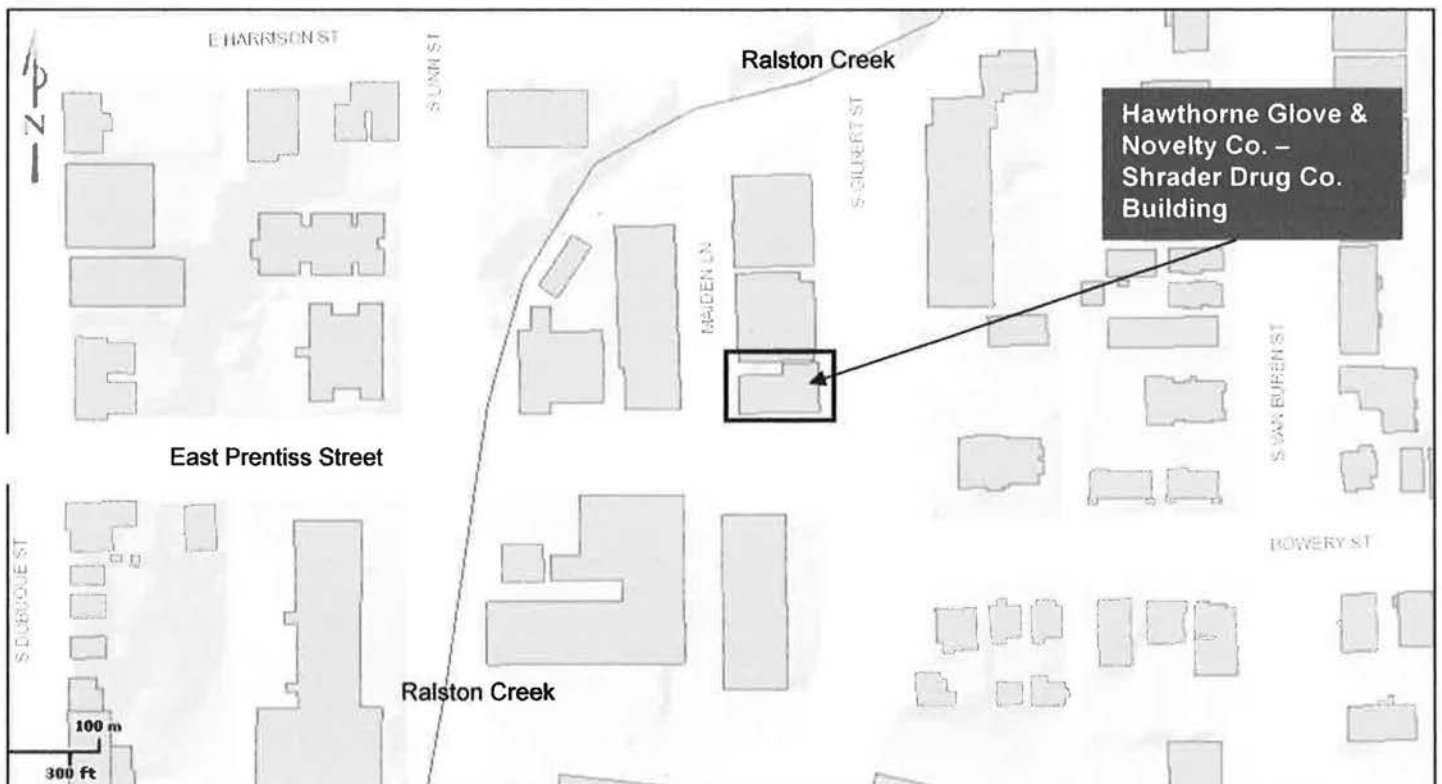 E HARRISON ST
S LINN ST
Ralston Creek
N
S GILBERT ST
Hawthorne Glove &
Novelty Co. –
Shrader Drug Co.
Building
MAIDEN LN
S VAN BUREN ST
East Prentiss Street
BOWERY ST
S DUBUQUE ST
Ralston Creek
100 m
300 ft